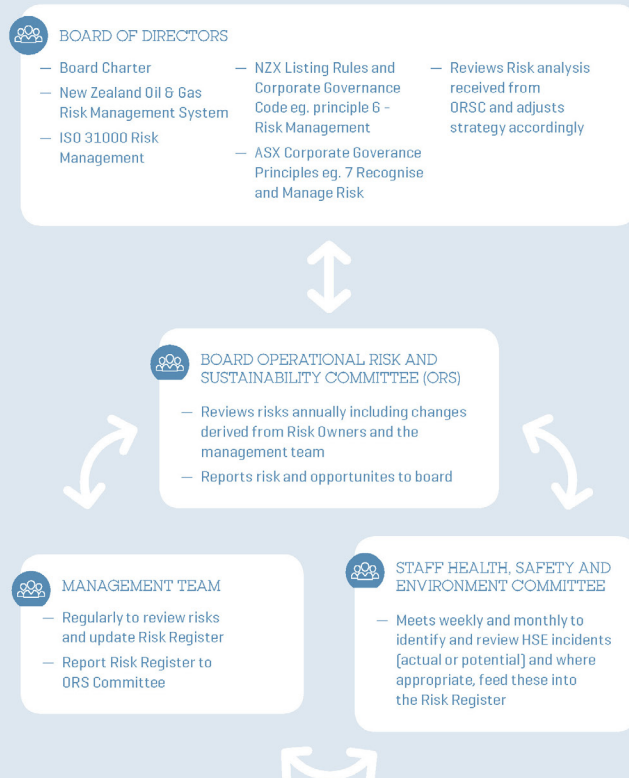 BOARD OF DIRECTORS
— Board Charter
— New Zealand Oil & Gas
Risk Management System
— ISO 31000 Risk
Management
— NZX Listing Rules and
Corporate Governance
Code eg. principle 6 -
Risk Management
— ASX Corporate Goverance
Principles eg. 7 Recognise
and Manage Risk
— Reviews Risk analysis
received from
ORSC and adjusts
strategy accordingly
BOARD OPERATIONAL RISK AND
SUSTAINABILITY COMMITTEE (ORS)
— Reviews risks annually including changes
derived from Risk Owners and the
management team
— Reports risk and opportunites to board
MANAGEMENT TEAM
— Regularly to review risks
and update Risk Register
— Report Risk Register to
ORS Committee
STAFF HEALTH, SAFETY AND
ENVIRONMENT COMMITTEE
— Meets weekly and monthly to
identify and review HSE incidents
(actual or potential) and where
appropriate, feed these into
the Risk Register